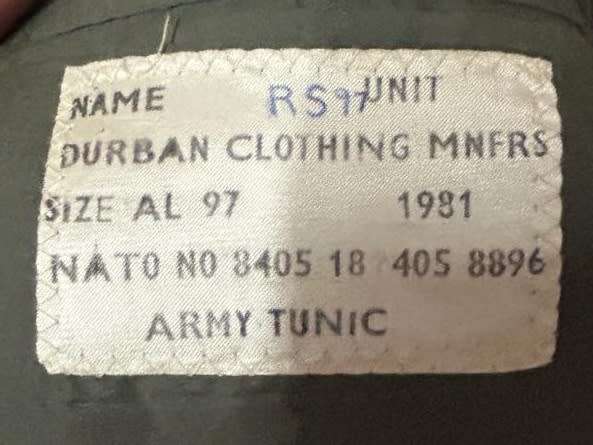 NAME RS97 UNIT
DURBAN CLOTHING MNFRS
SIZE AL 97 1981
NATO NO 8405 18 405 8896
ARMY TUNIC